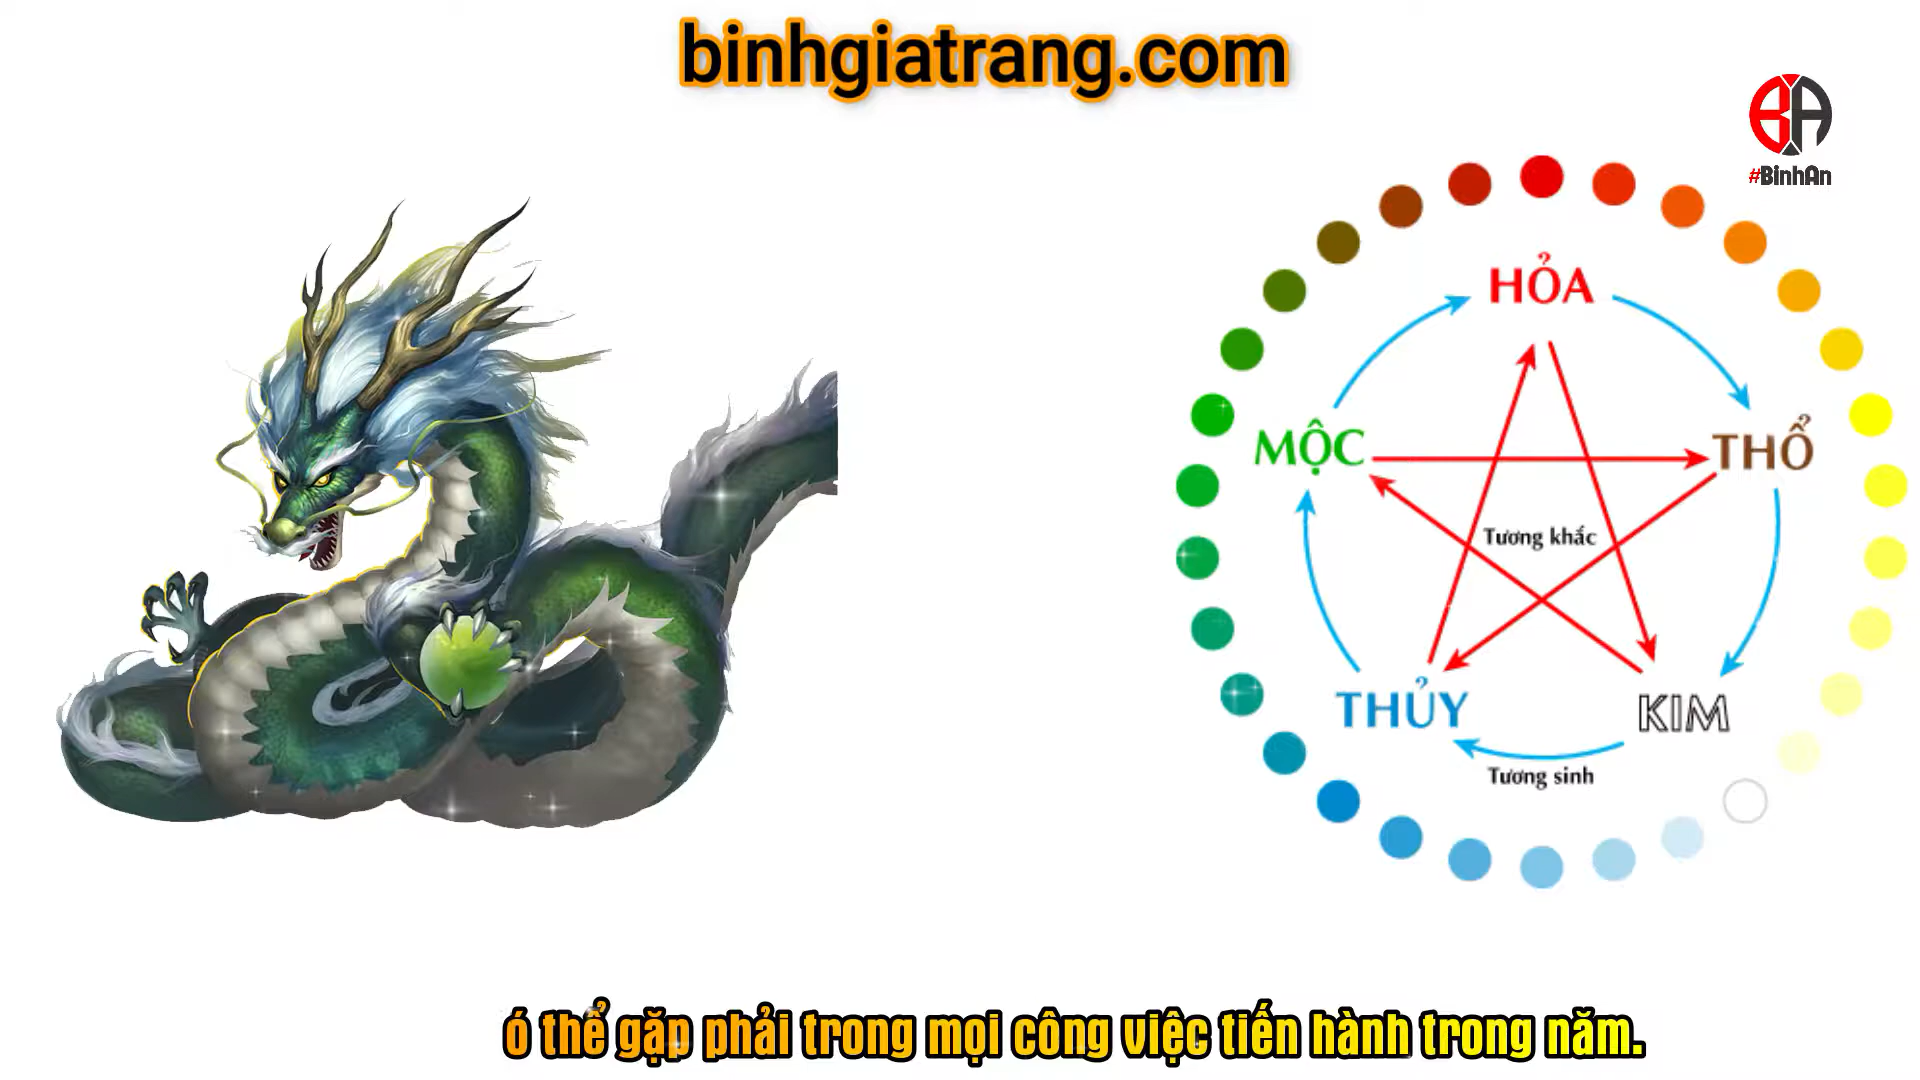 binhgiatrang.com
BA
#BinhAn
HỎA
MỘC
THỔ
Tương khắc
THỦY
KIM
Tương sinh
ó thể gặp phải trong mọi công việc tiến hành trong năm.